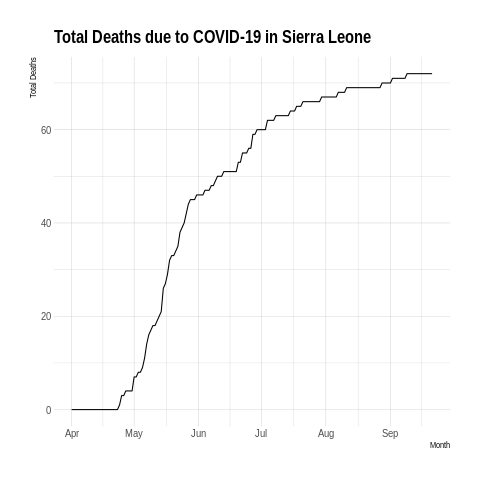 Total Deaths due to COVID-19 in Sierra Leone
Total Deaths
60
40
20
0
Apr May Jun Jul Aug Sep
Month